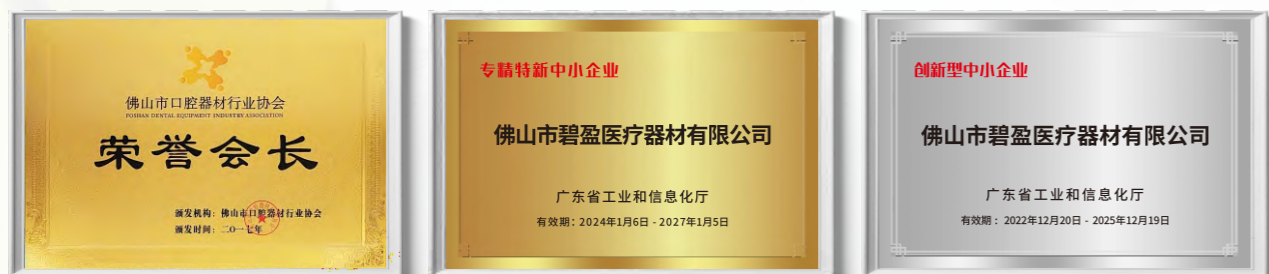 佛山市口腔器材行业协会
FOSHAN DENTAL EQUIPMENT INDUSTRY ASSOCIATION
荣誉会长
颁发机构：佛山市口腔器材行业协会
颁发时间：二〇一七年
专精特新中小企业
佛山市碧盈医疗器材有限公司
广东省工业和信息化厅
有效期：2024年1月6日 - 2027年1月5日
创新型中小企业
佛山市碧盈医疗器材有限公司
广东省工业和信息化厅
有效期： 2022年12月20日 - 2025年12月19日